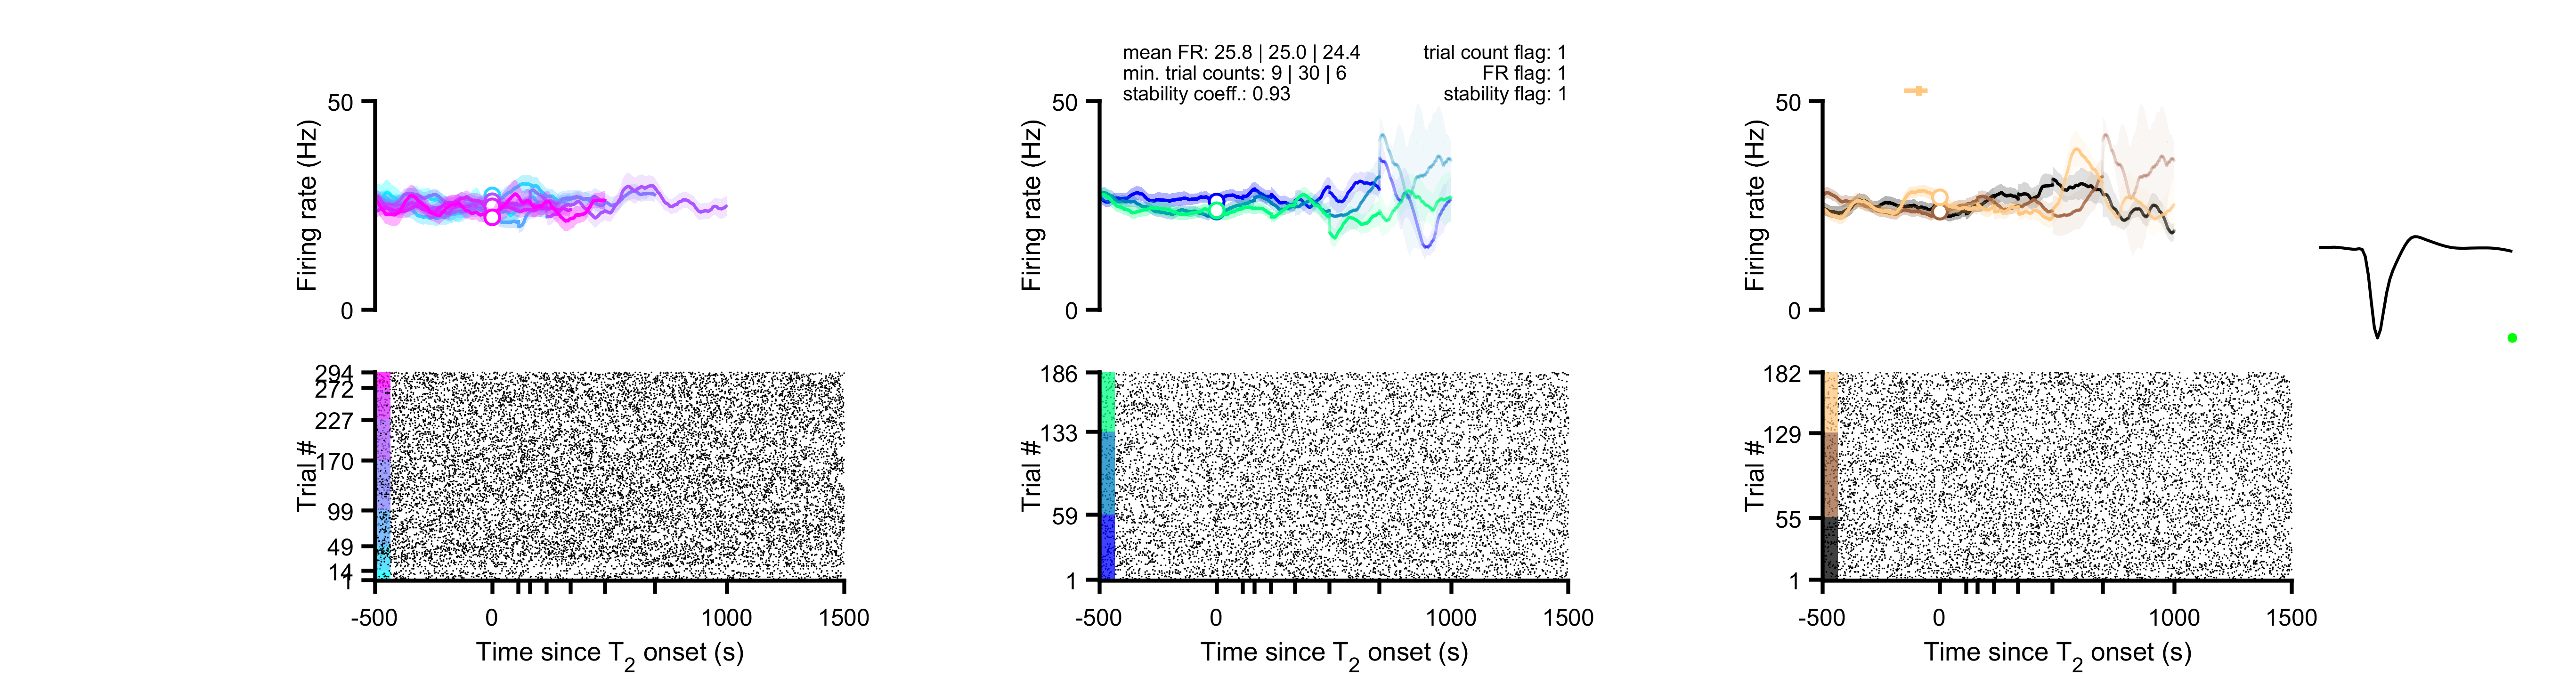 mean FR: 25.8 | 25.0 | 24.4
min. trial counts: 9 | 30 | 6
stability coeff.: 0.93
trial count flag: 1
FR flag: 1
stability flag: 1
50
0
Firing rate (Hz)
50
0
Firing rate (Hz)
50
0
Firing rate (Hz)
294
272
227
170
99
49
14
1
Trial #
-500
0
1000
1500
Time since T2 onset (s)
186
133
59
1
Trial #
-500
0
1000
1500
Time since T2 onset (s)
182
129
55
1
Trial #
-500
0
1000
1500
Time since T2 onset (s)